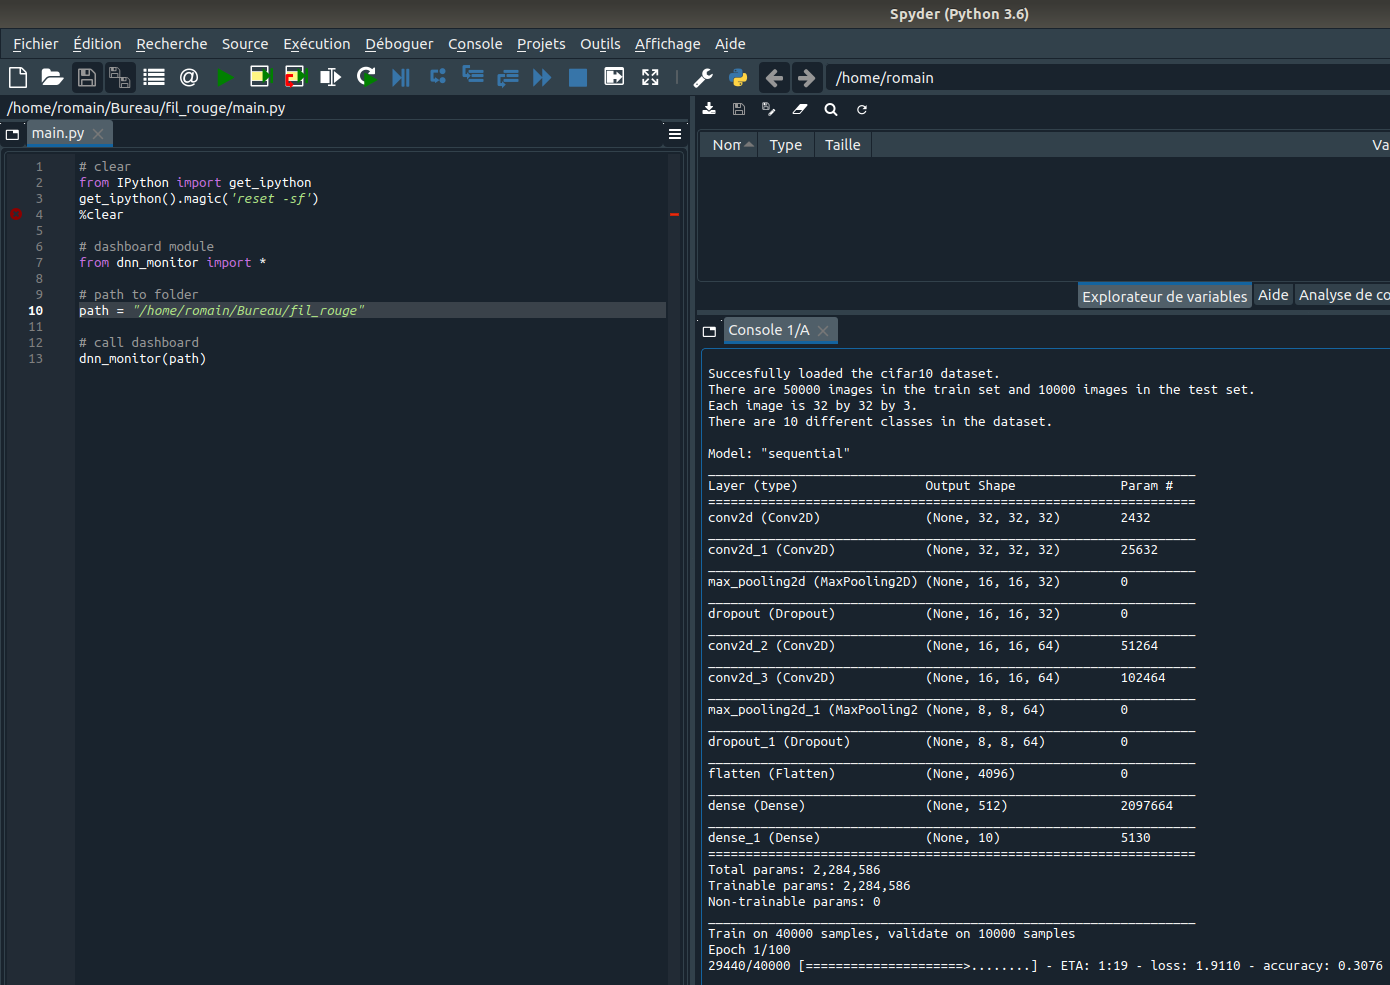 Spyder (Python 3.6)
Fichier Édition Recherche Source Exécution Déboguer Console Projets Outils Affichage Aide
/home/romain
/home/romain/Bureau/fil_rouge/main.py
main.py
1 # clear
2 from IPython import get_ipython
3 get_ipython().magic('reset -sf')
4 %clear
5
6 # dashboard module
7 from dnn_monitor import *
8
9 # path to folder
10 path = "/home/romain/Bureau/fil_rouge"
11
12 # call dashboard
13 dnn_monitor(path)
Nom Type Taille Va
Explorateur de variables Aide Analyse de co
Console 1/A
Succesfully loaded the cifar10 dataset.
There are 50000 images in the train set and 10000 images in the test set.
Each image is 32 by 32 by 3.
There are 10 different classes in the dataset.
Model: "sequential"
_________________________________________________________________
Layer (type) Output Shape Param #
=================================================================
conv2d (Conv2D) (None, 32, 32, 32) 2432
_________________________________________________________________
conv2d_1 (Conv2D) (None, 32, 32, 32) 25632
_________________________________________________________________
max_pooling2d (MaxPooling2D) (None, 16, 16, 32) 0
_________________________________________________________________
dropout (Dropout) (None, 16, 16, 32) 0
_________________________________________________________________
conv2d_2 (Conv2D) (None, 16, 16, 64) 51264
_________________________________________________________________
conv2d_3 (Conv2D) (None, 16, 16, 64) 102464
_________________________________________________________________
max_pooling2d_1 (MaxPooling2 (None, 8, 8, 64) 0
_________________________________________________________________
dropout_1 (Dropout) (None, 8, 8, 64) 0
_________________________________________________________________
flatten (Flatten) (None, 4096) 0
_________________________________________________________________
dense (Dense) (None, 512) 2097664
_________________________________________________________________
dense_1 (Dense) (None, 10) 5130
=================================================================
Total params: 2,284,586
Trainable params: 2,284,586
Non-trainable params: 0
_________________________________________________________________
Train on 40000 samples, validate on 10000 samples
Epoch 1/100
29440/40000 [=====================>........] - ETA: 1:19 - loss: 1.9110 - accuracy: 0.3076